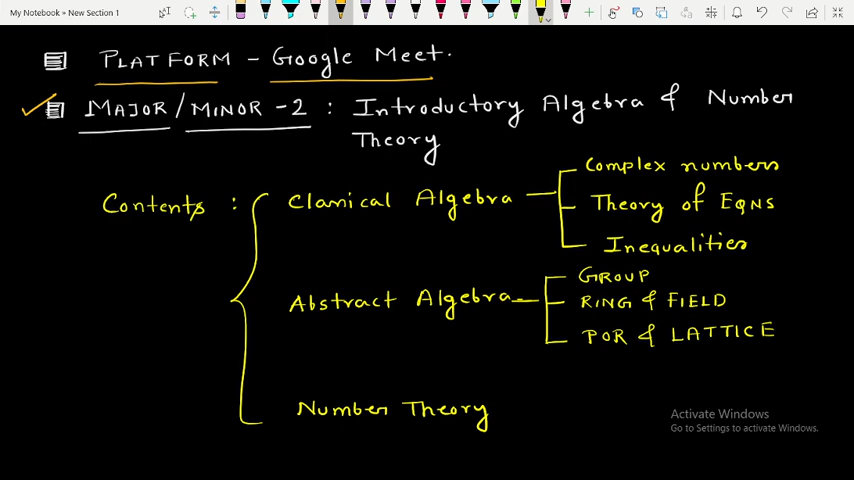 My Notebook » New Section 1
PLATFORM - Google Meet.
MAJOR / MINOR -2 : Introductory Algebra & Number
Theory
Contents : Classical Algebra
Complex numbers
Theory of EQNS
Inequalities
Abstract Algebra
GROUP
RING & FIELD
POR & LATTICE
Number Theory
Activate Windows
Go to Settings to activate Windows.